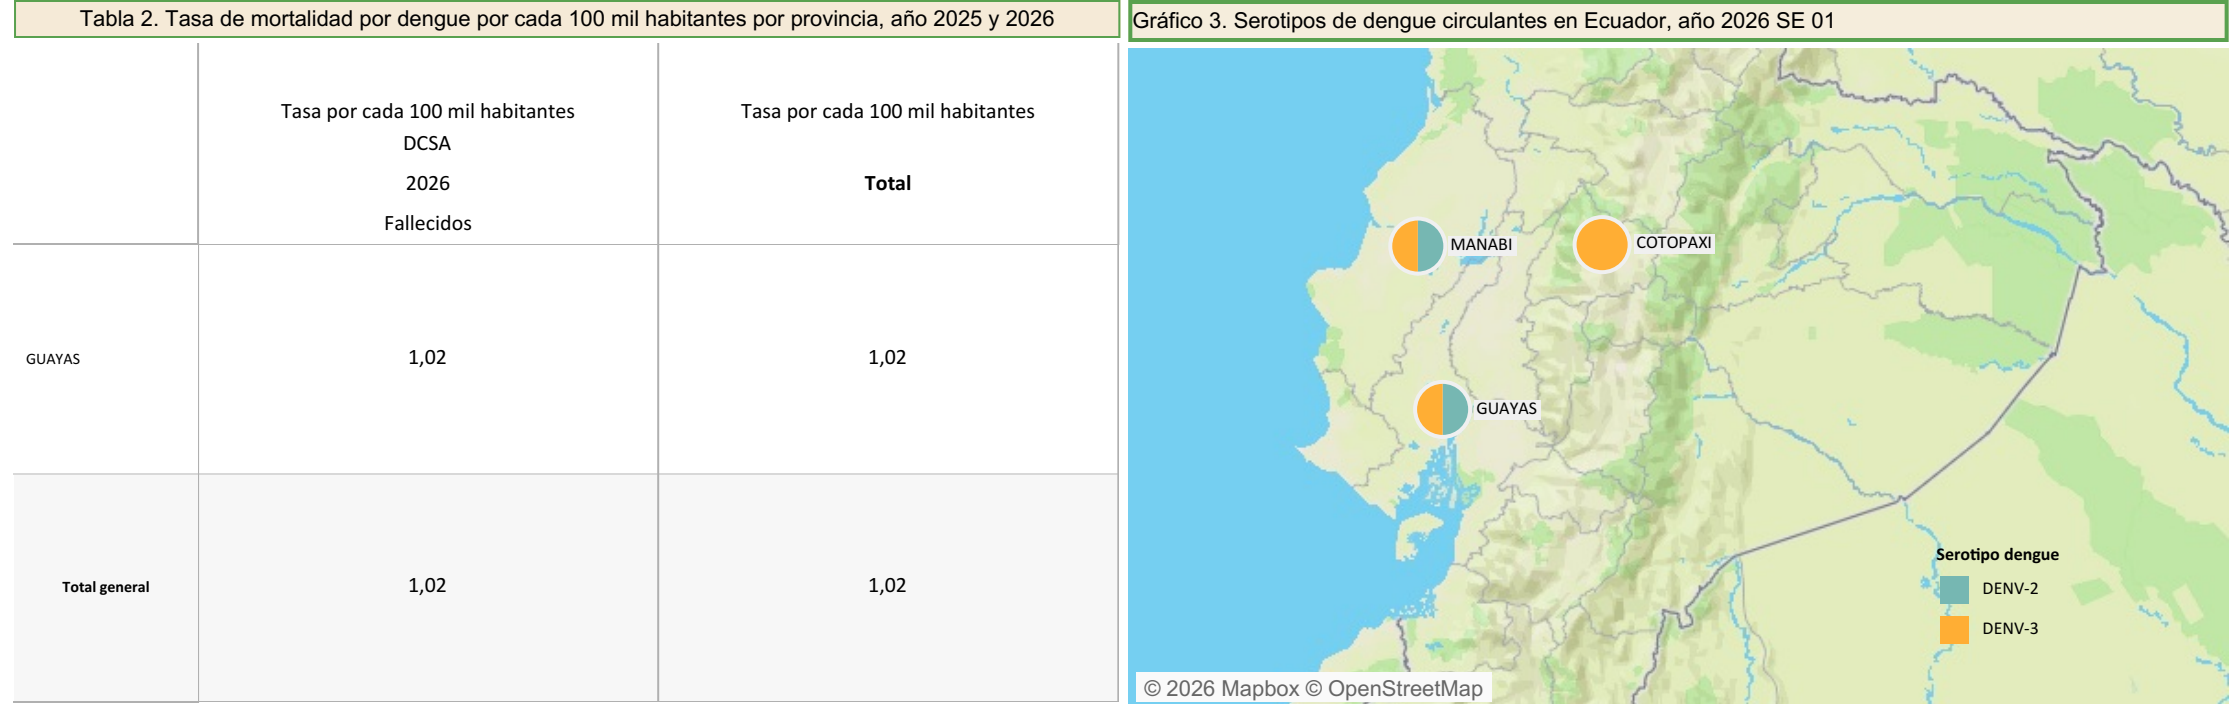 Tabla 2. Tasa de mortalidad por dengue por cada 100 mil habitantes por provincia, año 2025 y 2026
Tasa por cada 100 mil habitantes
DCSA
2026
Fallecidos
Tasa por cada 100 mil habitantes
Total
GUAYAS
1,02
1,02
Total general
1,02
1,02
Gráfico 3. Serotipos de dengue circulantes en Ecuador, año 2026 SE 01
MANABI
COTOPAXI
GUAYAS
Serotipo dengue
DENV-2
DENV-3
© 2026 Mapbox © OpenStreetMap